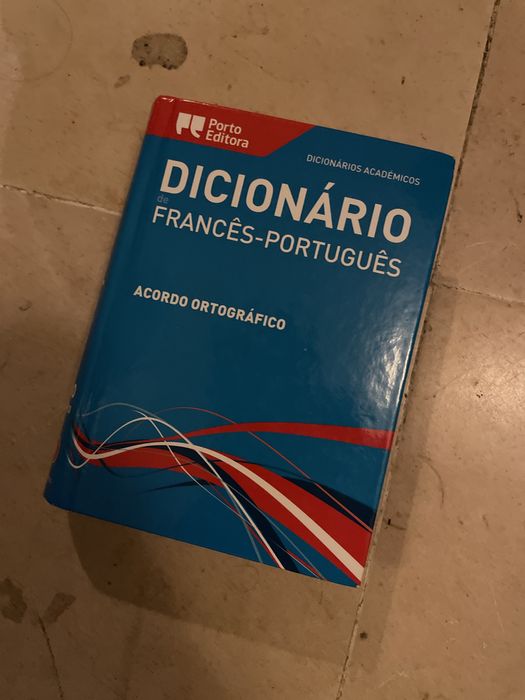 Porto
Editora
DICIONÁRIOS ACADÉMICOS
DICIONÁRIO
de
FRANCÊS-PORTUGUÊS
ACORDO ORTOGRÁFICO